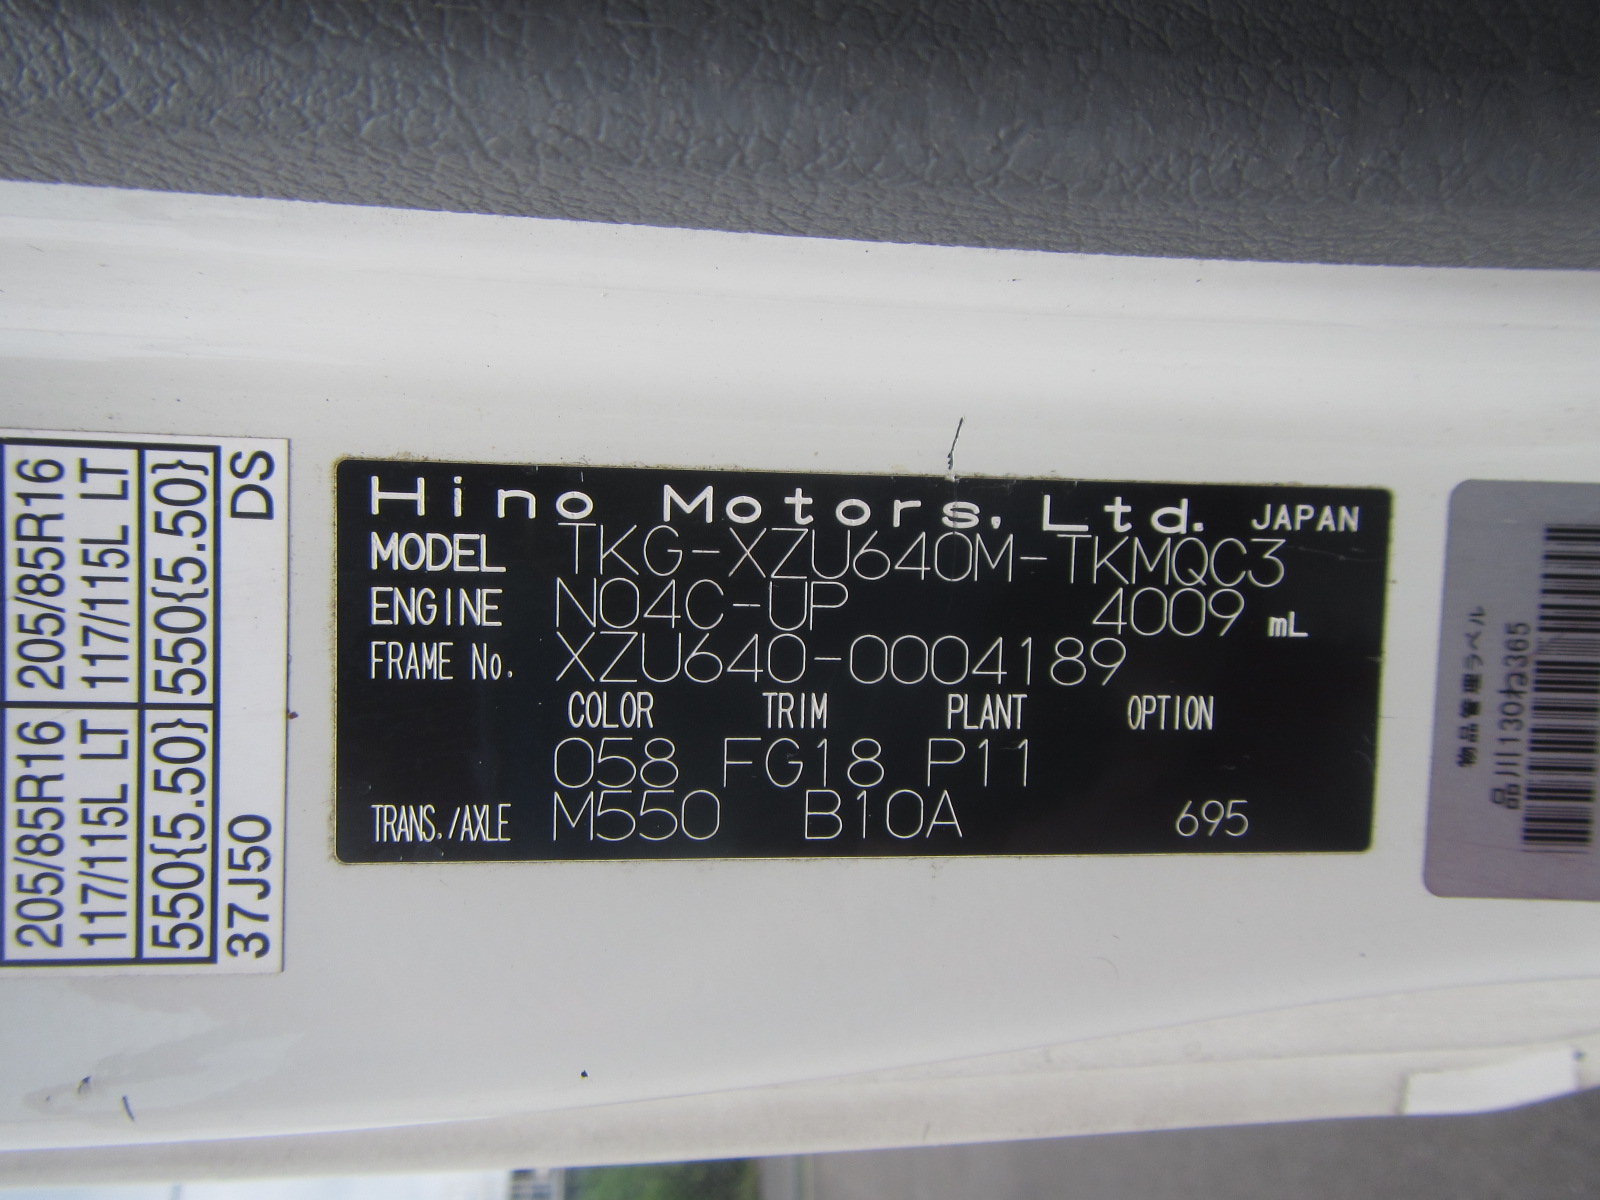 Hino Motors, Ltd. JAPAN
MODEL TKG-XZU640M-TKMQC3
ENGINE N04C-UP 4009 mL
FRAME No. XZU640-0004189
COLOR TRIM PLANT OPTION
058 FG18 P11
TRANS./AXLE M550 B10A 695
205/85R16 205/85R16
117/115L LT 117/115L LT
550{5.50} 550{5.50}
37J50 DS
物品管理ラベル
品川130ね365